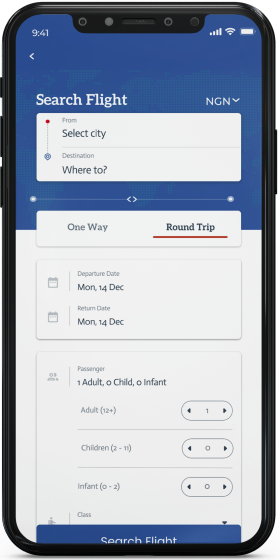 9:41
Search Flight
NGN
From
Select city
Destination
Where to?
One Way
Round Trip
Departure Date
Mon, 14 Dec
Return Date
Mon, 14 Dec
Passenger
1 Adult, 0 Child, 0 Infant
Adult (12+)
1
Children (2 - 11)
0
Infant (0 - 2)
0
Class
Search Flight